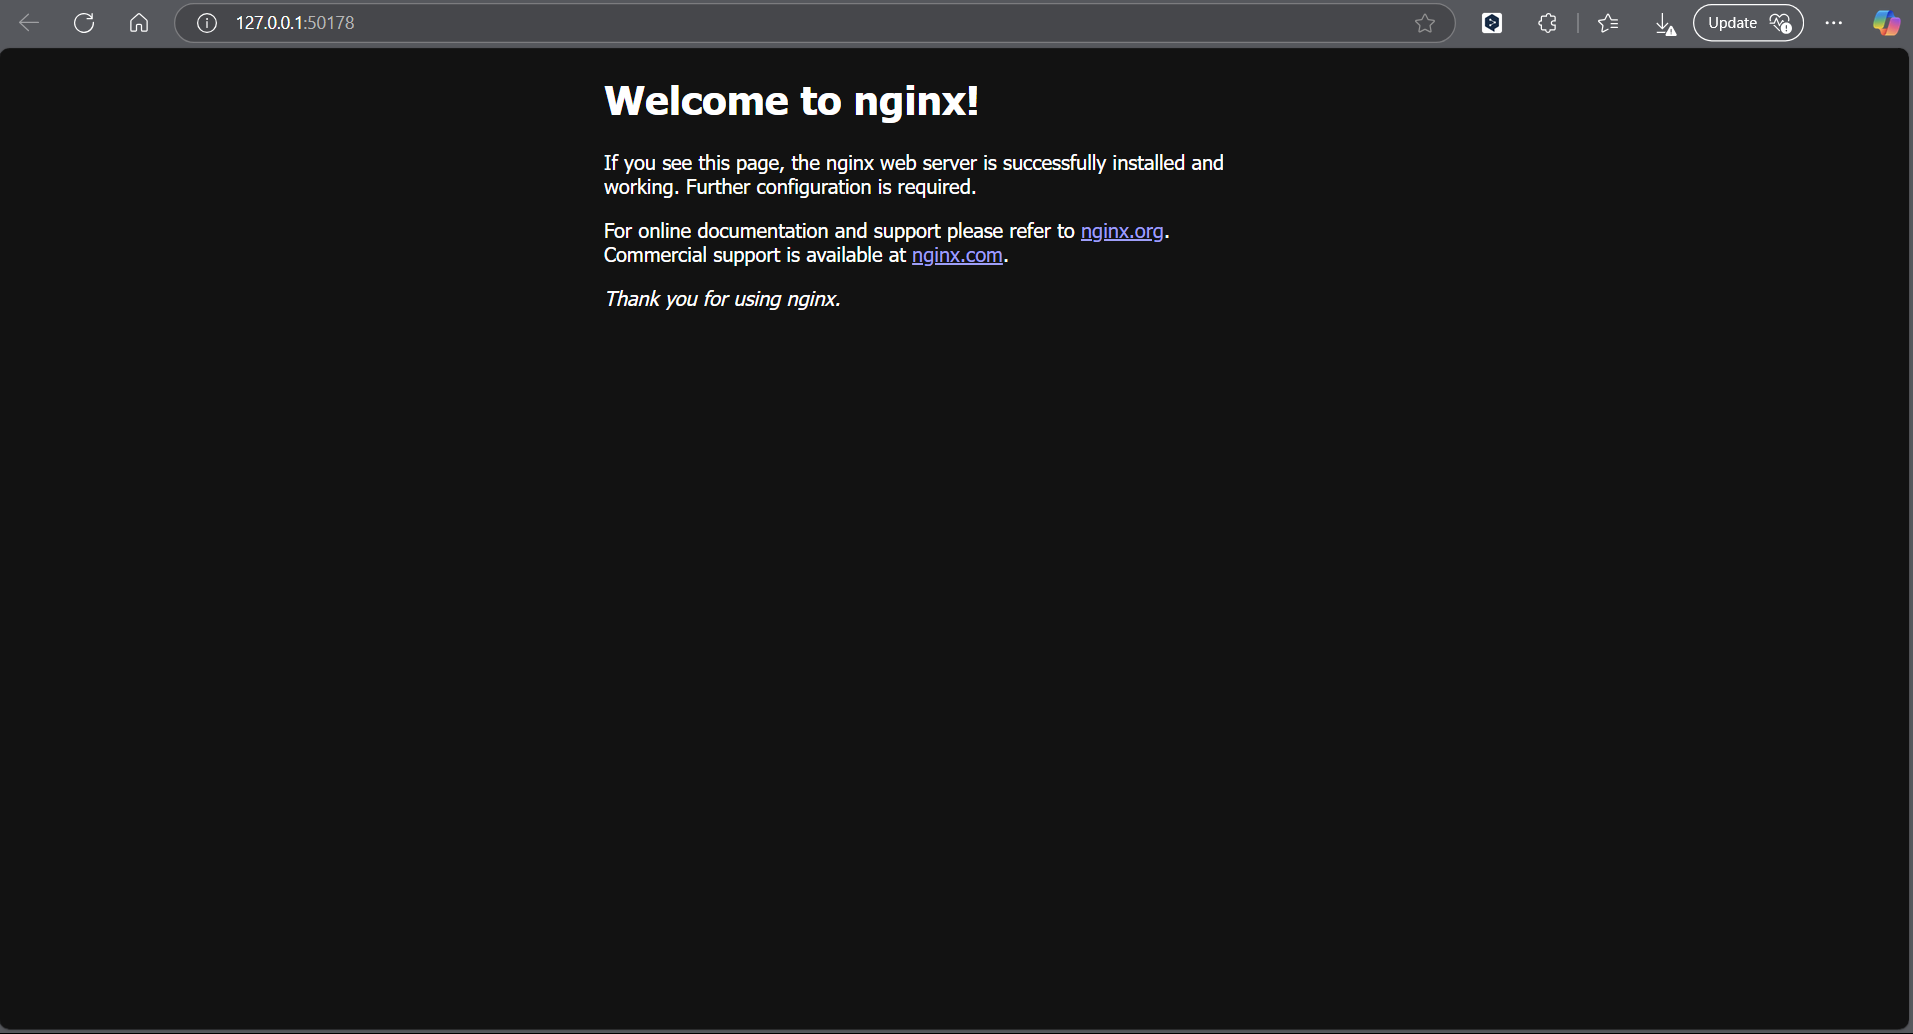 127.0.0.1:50178
Update
Welcome to nginx!
If you see this page, the nginx web server is successfully installed and
working. Further configuration is required.
For online documentation and support please refer to nginx.org.
Commercial support is available at nginx.com.
Thank you for using nginx.